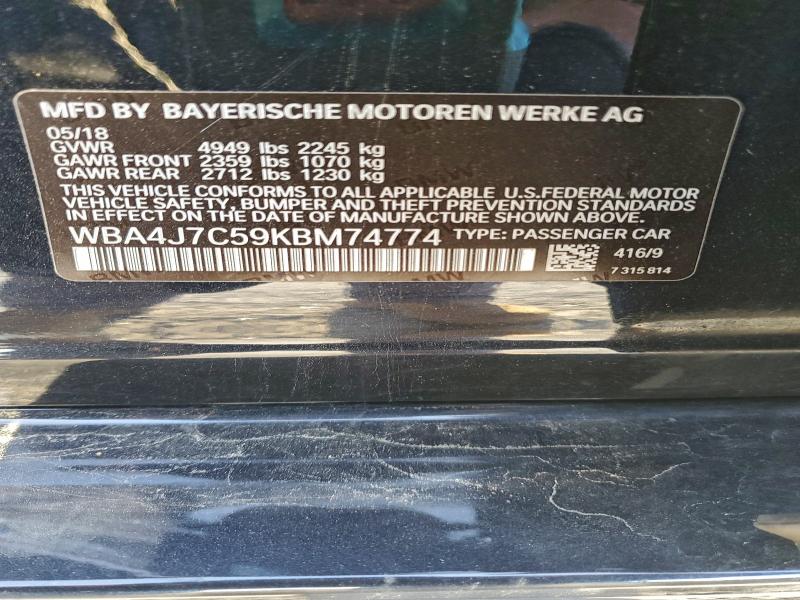 MFD BY BAYERISCHE MOTOREN WERKE AG
05/18
GVWR 4949 lbs 2245 kg
GAWR FRONT 2359 lbs 1070 kg
GAWR REAR 2712 lbs 1230 kg
THIS VEHICLE CONFORMS TO ALL APPLICABLE U.S.FEDERAL MOTOR
VEHICLE SAFETY, BUMPER AND THEFT PREVENTION STANDARDS
IN EFFECT ON THE DATE OF MANUFACTURE SHOWN ABOVE.
WBA4J7C59KBM74774 TYPE: PASSENGER CAR
416/9
7 315 814